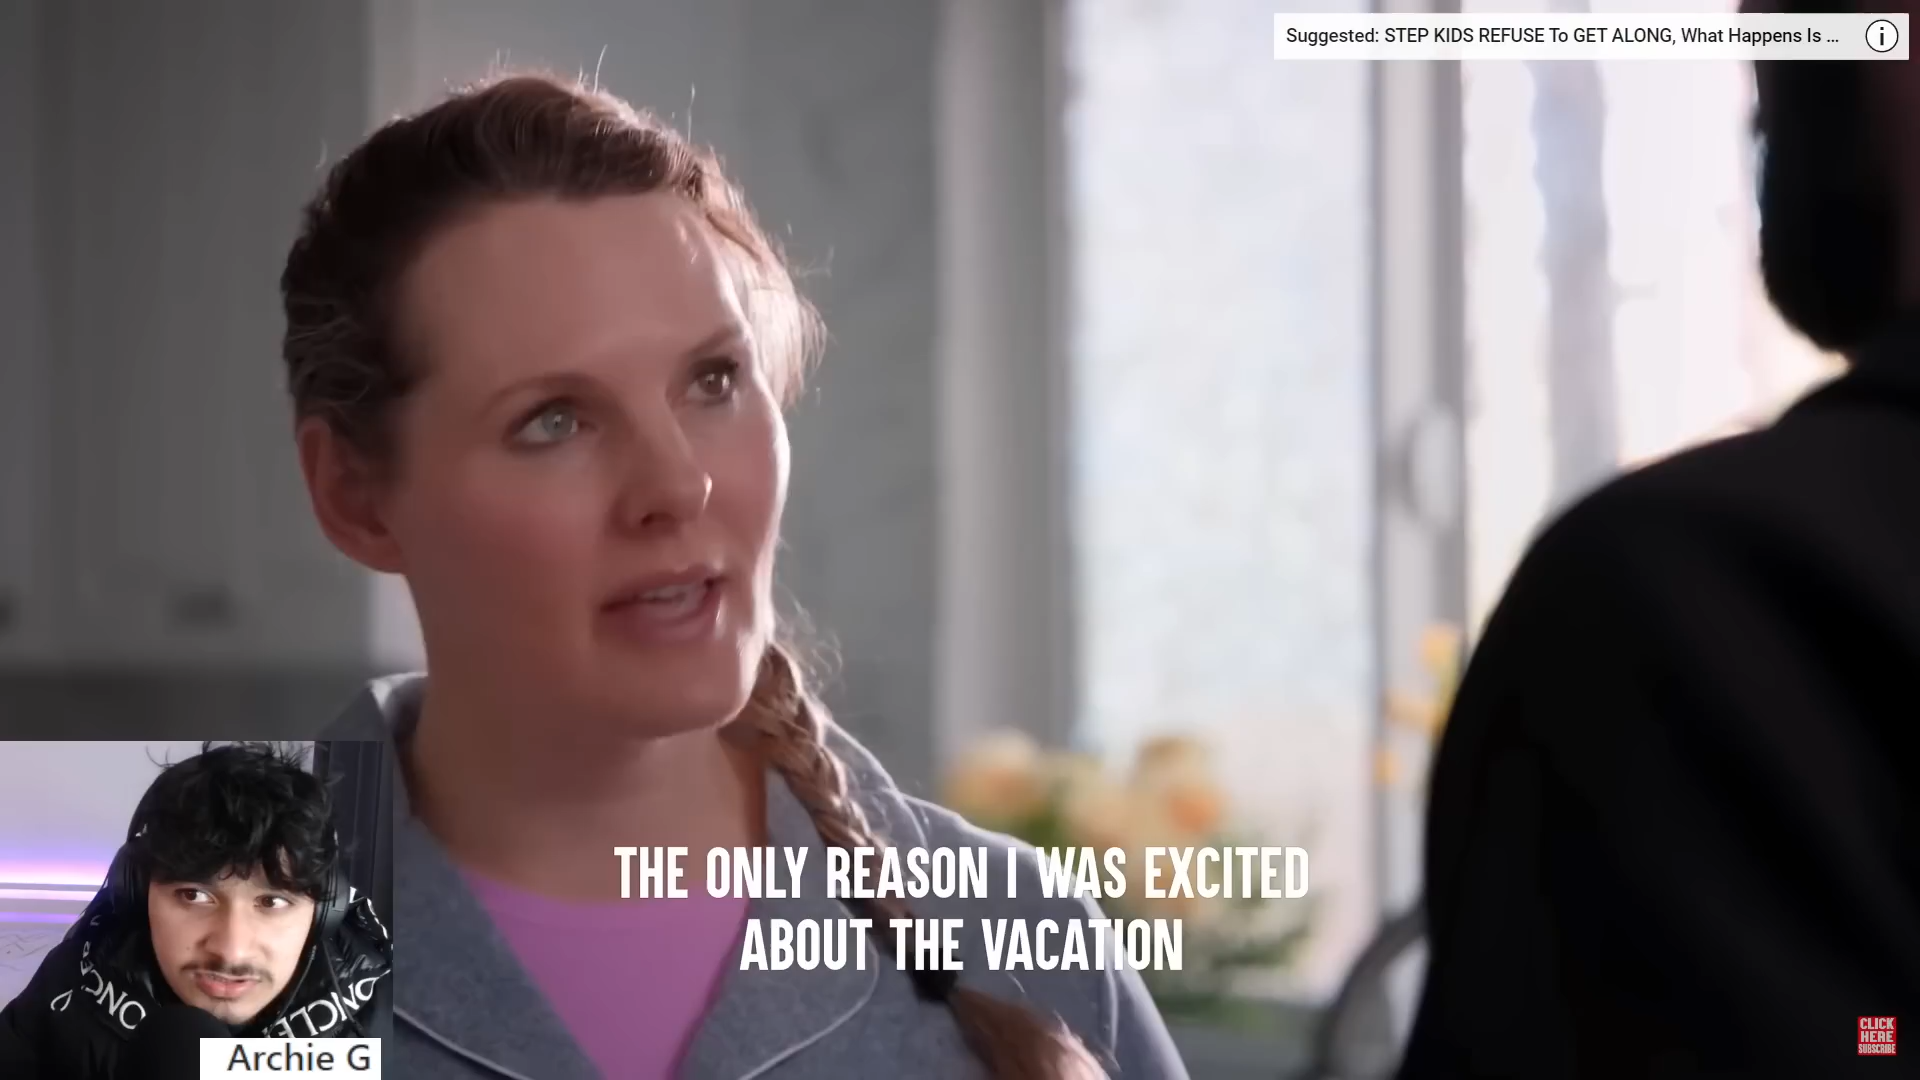 Suggested: STEP KIDS REFUSE To GET ALONG, What Happens Is ...
THE ONLY REASON I WAS EXCITED
ABOUT THE VACATION
MONCLER
Archie G
CLICK
HERE
SUBSCRIBE